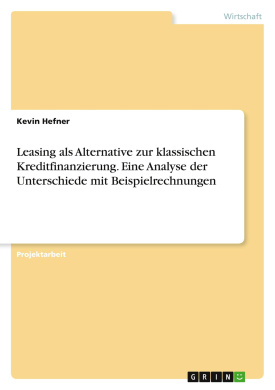 Wirtschaft
Kevin Hefner
Leasing als Alternative zur klassischen
Kreditfinanzierung. Eine Analyse der
Unterschiede mit Beispielrechnungen
Projektarbeit
GRIN